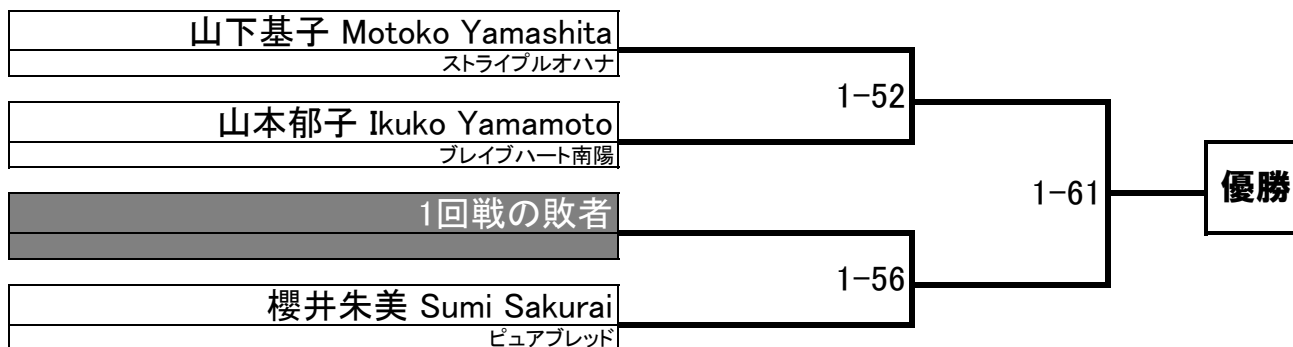 山下基子 Motoko Yamashita
ストライプルオハナ
1-52
山本郁子 Ikuko Yamamoto
ブレイブハート南陽
1-61
優勝
1回戦の敗者
1-56
櫻井朱美 Sumi Sakurai
ピュアブレッド